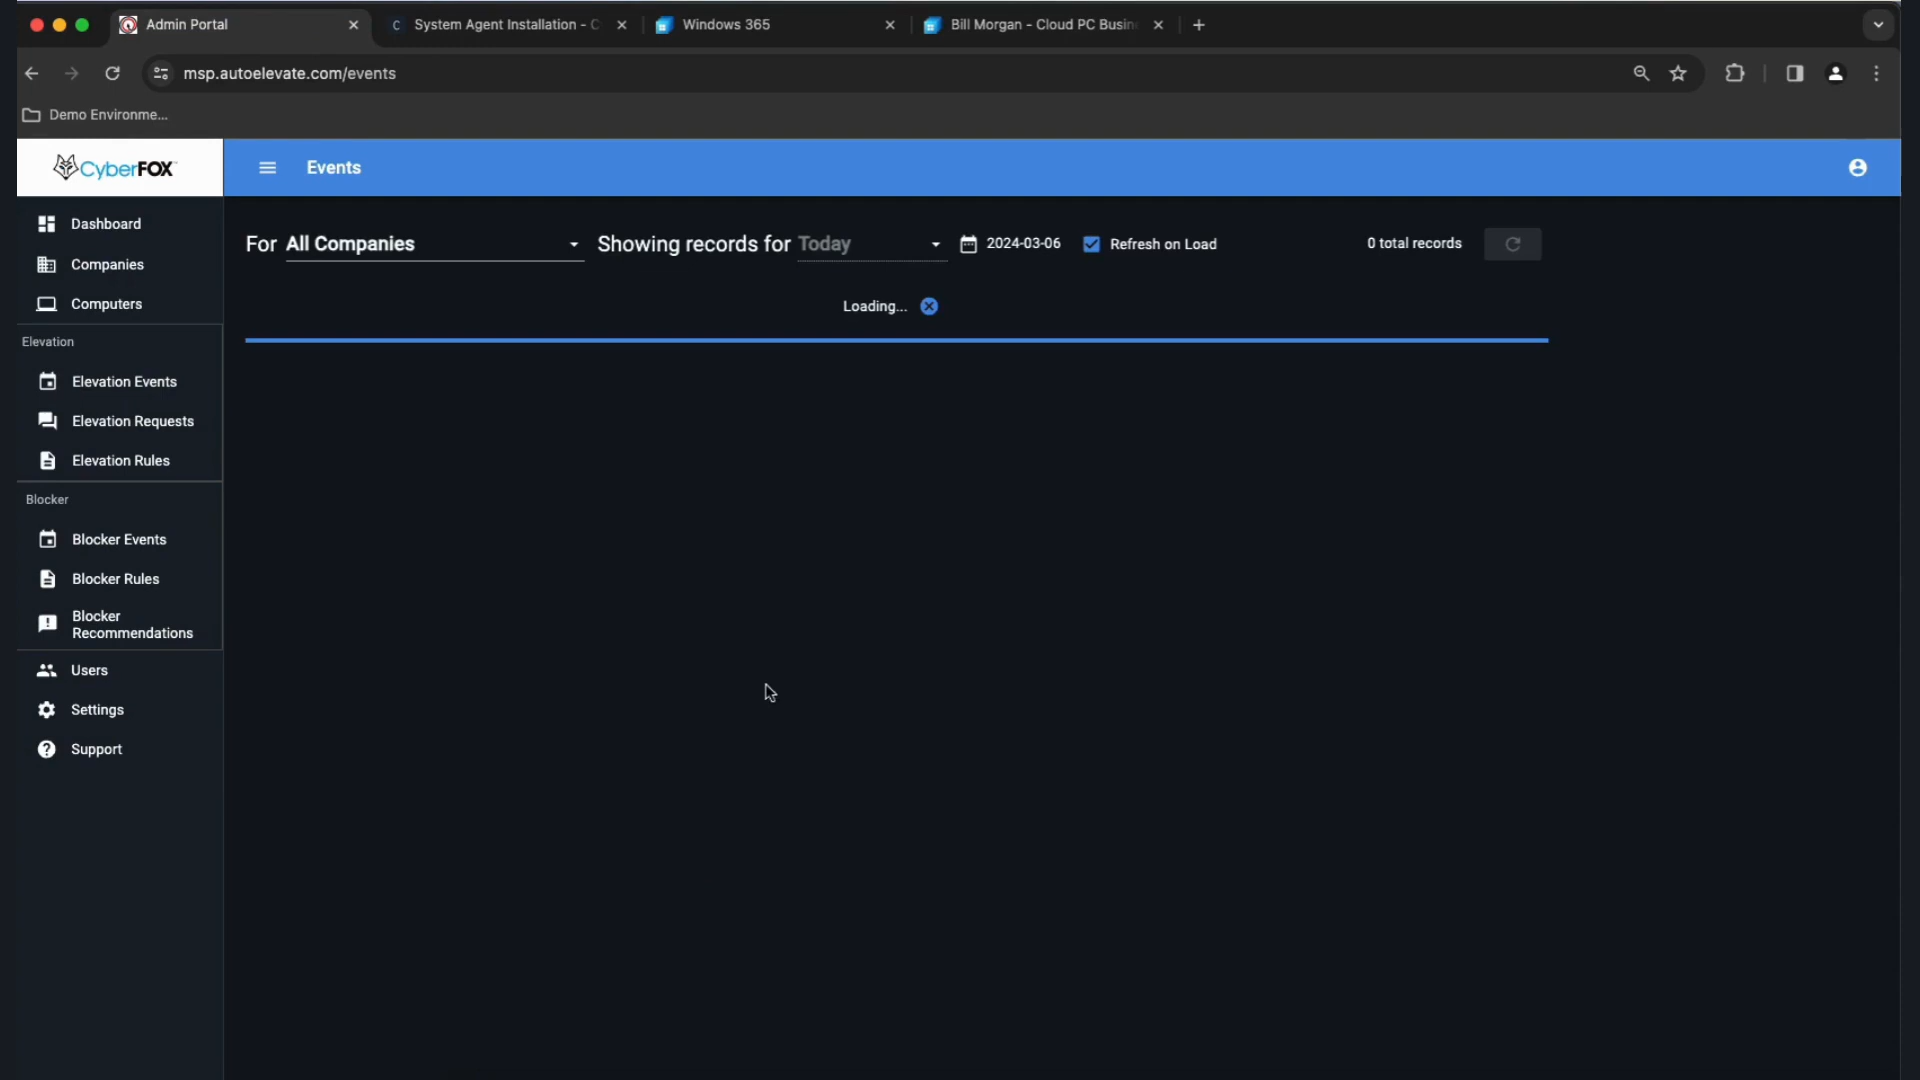 Admin Portal
System Agent Installation - C
Windows 365
Bill Morgan - Cloud PC Busin
msp.autoelevate.com/events
Demo Environme...
CyberFOX
Events
Dashboard
Companies
Computers
Elevation
Elevation Events
Elevation Requests
Elevation Rules
Blocker
Blocker Events
Blocker Rules
Blocker
Recommendations
Users
Settings
Support
For All Companies Showing records for Today 2024-03-06 Refresh on Load 0 total records
Loading...